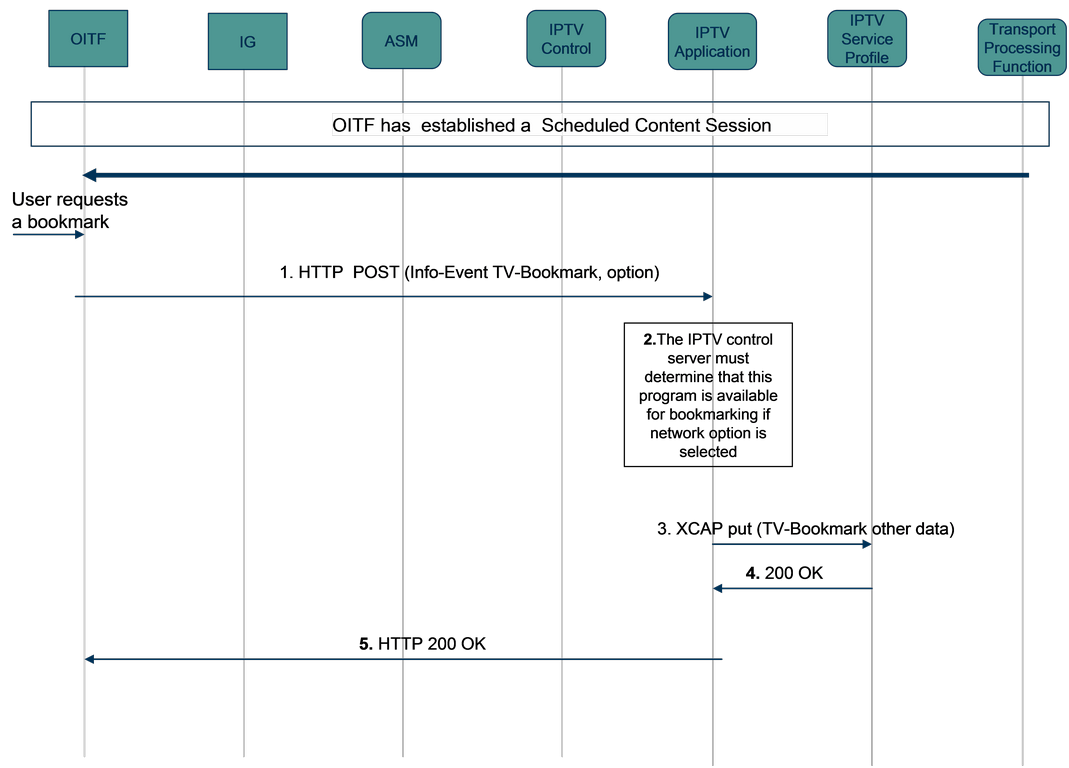 OITF
IG
ASM
IPTV
Control
IPTV
Application
IPTV
Service
Profile
Transport
Processing
Function
OITF has established a Scheduled Content Session
User requests
a bookmark
1. HTTP POST (Info-Event TV-Bookmark, option)
2.The IPTV control
server must
determine that this
program is available
for bookmarking if
network option is
selected
3. XCAP put (TV-Bookmark other data)
4. 200 OK
5. HTTP 200 OK